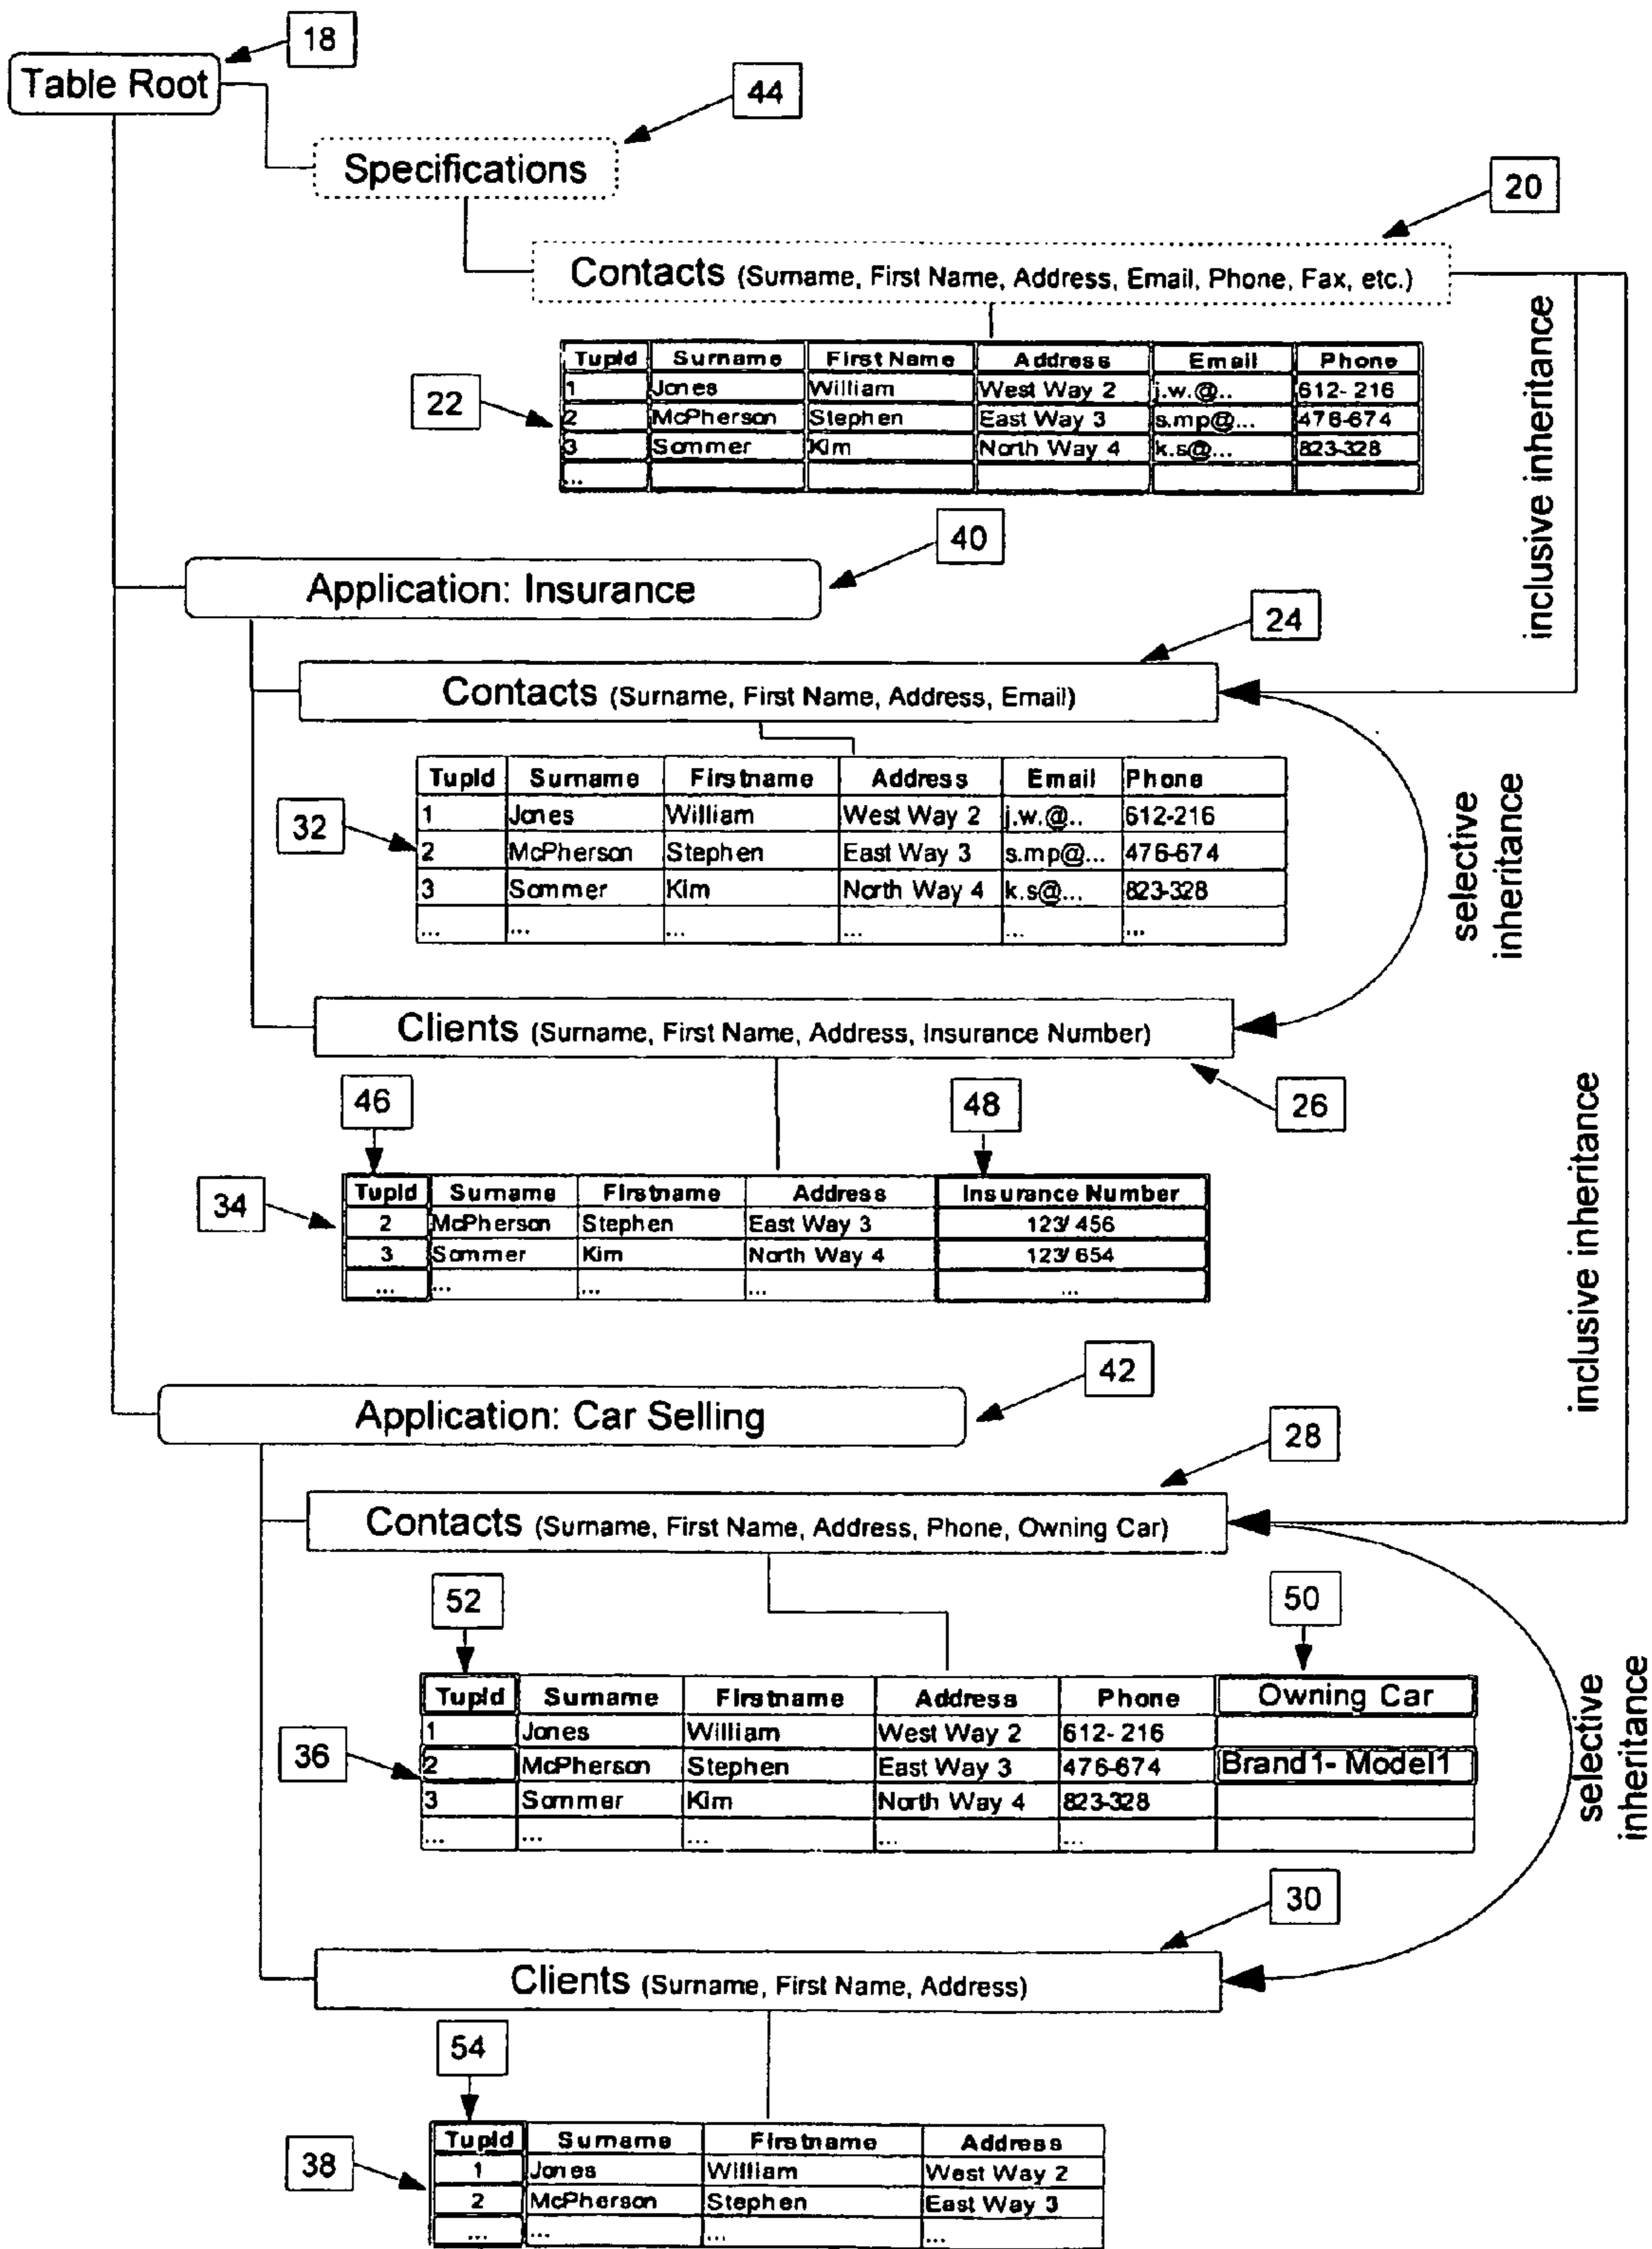 18
Table Root
44
Specifications
20
Contacts (Surname, First Name, Address, Email, Phone, Fax, etc.)
TupId Surname First Name Address Email Phone
1 Jones William West Way 2 j.w.@.. 612-216
22
2 McPherson Stephen East Way 3 s.mp@... 476-674
3 Sommer Kim North Way 4 k.s@... 823-328
...
inclusive inheritance
40
Application: Insurance
24
Contacts (Surname, First Name, Address, Email)
TupId Surname Firstname Address Email Phone
1 Jones William West Way 2 j.w.@.. 612-216
32
2 McPherson Stephen East Way 3 s.mp@... 476-674
3 Sommer Kim North Way 4 k.s@... 823-328
... ... ... ... ... ...
selective
inheritance
Clients (Surname, First Name, Address, Insurance Number)
46
48
26
TupId Surname Firstname Address Insurance Number
34
2 McPherson Stephen East Way 3 123/456
3 Sommer Kim North Way 4 123/654
... ... ... ... ...
inclusive inheritance
42
Application: Car Selling
28
Contacts (Surname, First Name, Address, Phone, Owning Car)
52
50
TupId Surname Firstname Address Phone Owning Car
1 Jones William West Way 2 612-216
36
2 McPherson Stephen East Way 3 476-674 Brand1-Model1
3 Sommer Kim North Way 4 823-328
... ... ... ... ...
selective
inheritance
30
Clients (Surname, First Name, Address)
54
TupId Surname Firstname Address
38
1 Jones William West Way 2
2 McPherson Stephen East Way 3
... ... ... ...